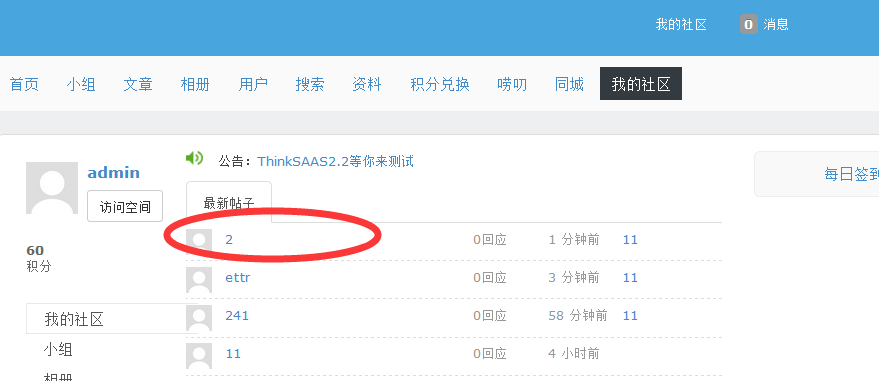 我的社区 0 消息
首页 小组 文章 相册 用户 搜索 资料 积分兑换 唠叨 同城 我的社区
admin
访问空间
60
积分
我的社区
小组
相册
公告：ThinkSAAS2.2等你来测试
最新帖子
2 0回应 1 分钟前 11
ettr 0回应 3 分钟前 11
241 0回应 58 分钟前 11
11 0回应 4 小时前
每日签到